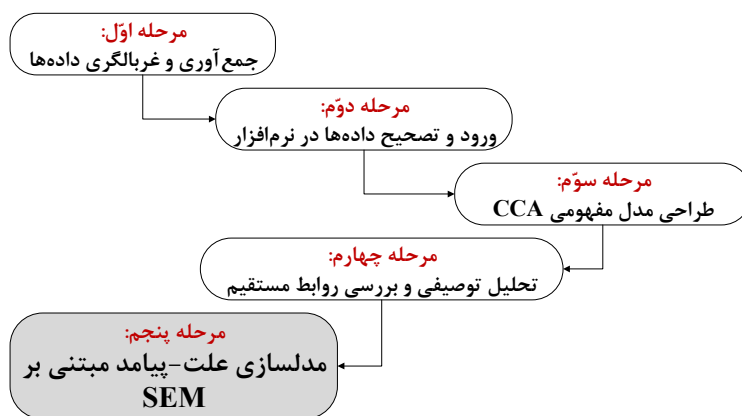 مرحله اوّل:
جمع‌آوری و غربالگری داده‌ها
مرحله دوّم:
ورود و تصحیح داده‌ها در نرم‌افزار
مرحله سوّم:
طراحی مدل مفهومی CCA
مرحله چهارم:
تحلیل توصیفی و بررسی روابط مستقیم
مرحله پنجم:
مدلسازی علت-پیامد مبتنی بر
SEM